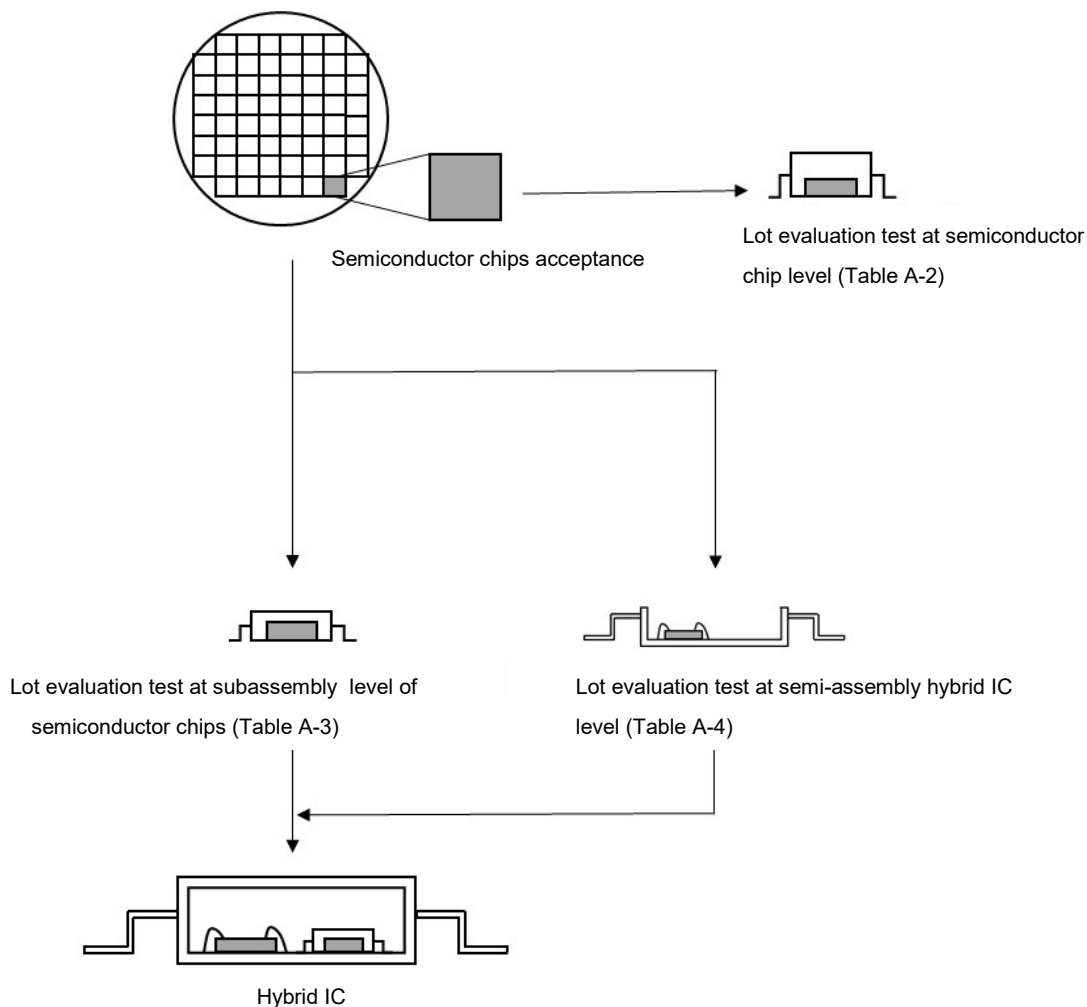 Semiconductor chips acceptance
Lot evaluation test at semiconductor
chip level (Table A-2)
Lot evaluation test at subassembly level of
semiconductor chips (Table A-3)
Lot evaluation test at semi-assembly hybrid IC
level (Table A-4)
Hybrid IC